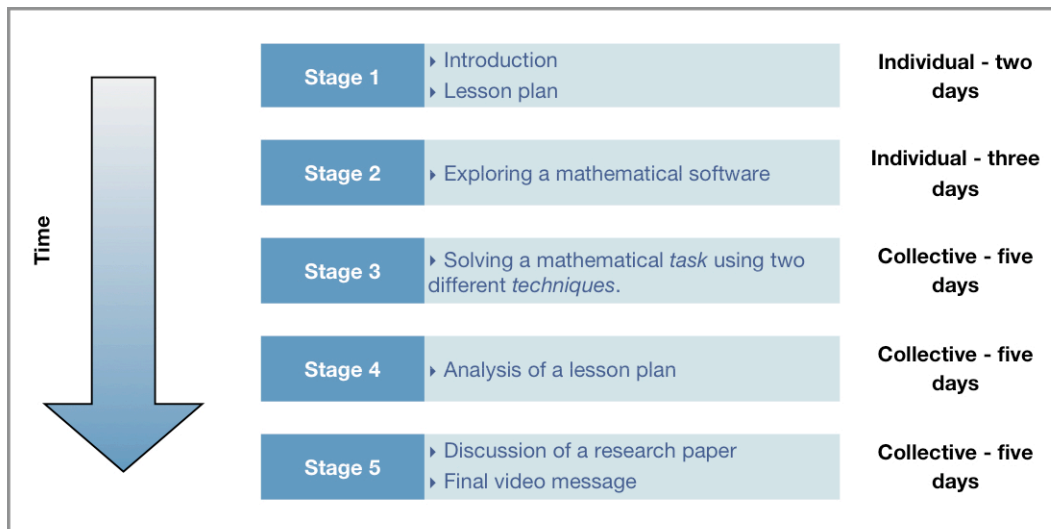 Time
Stage 1
‣ Introduction
‣ Lesson plan
Individual - two
days
Stage 2
‣ Exploring a mathematical software
Individual - three
days
Stage 3
‣ Solving a mathematical task using two
different techniques.
Collective - five
days
Stage 4
‣ Analysis of a lesson plan
Collective - five
days
Stage 5
‣ Discussion of a research paper
‣ Final video message
Collective - five
days